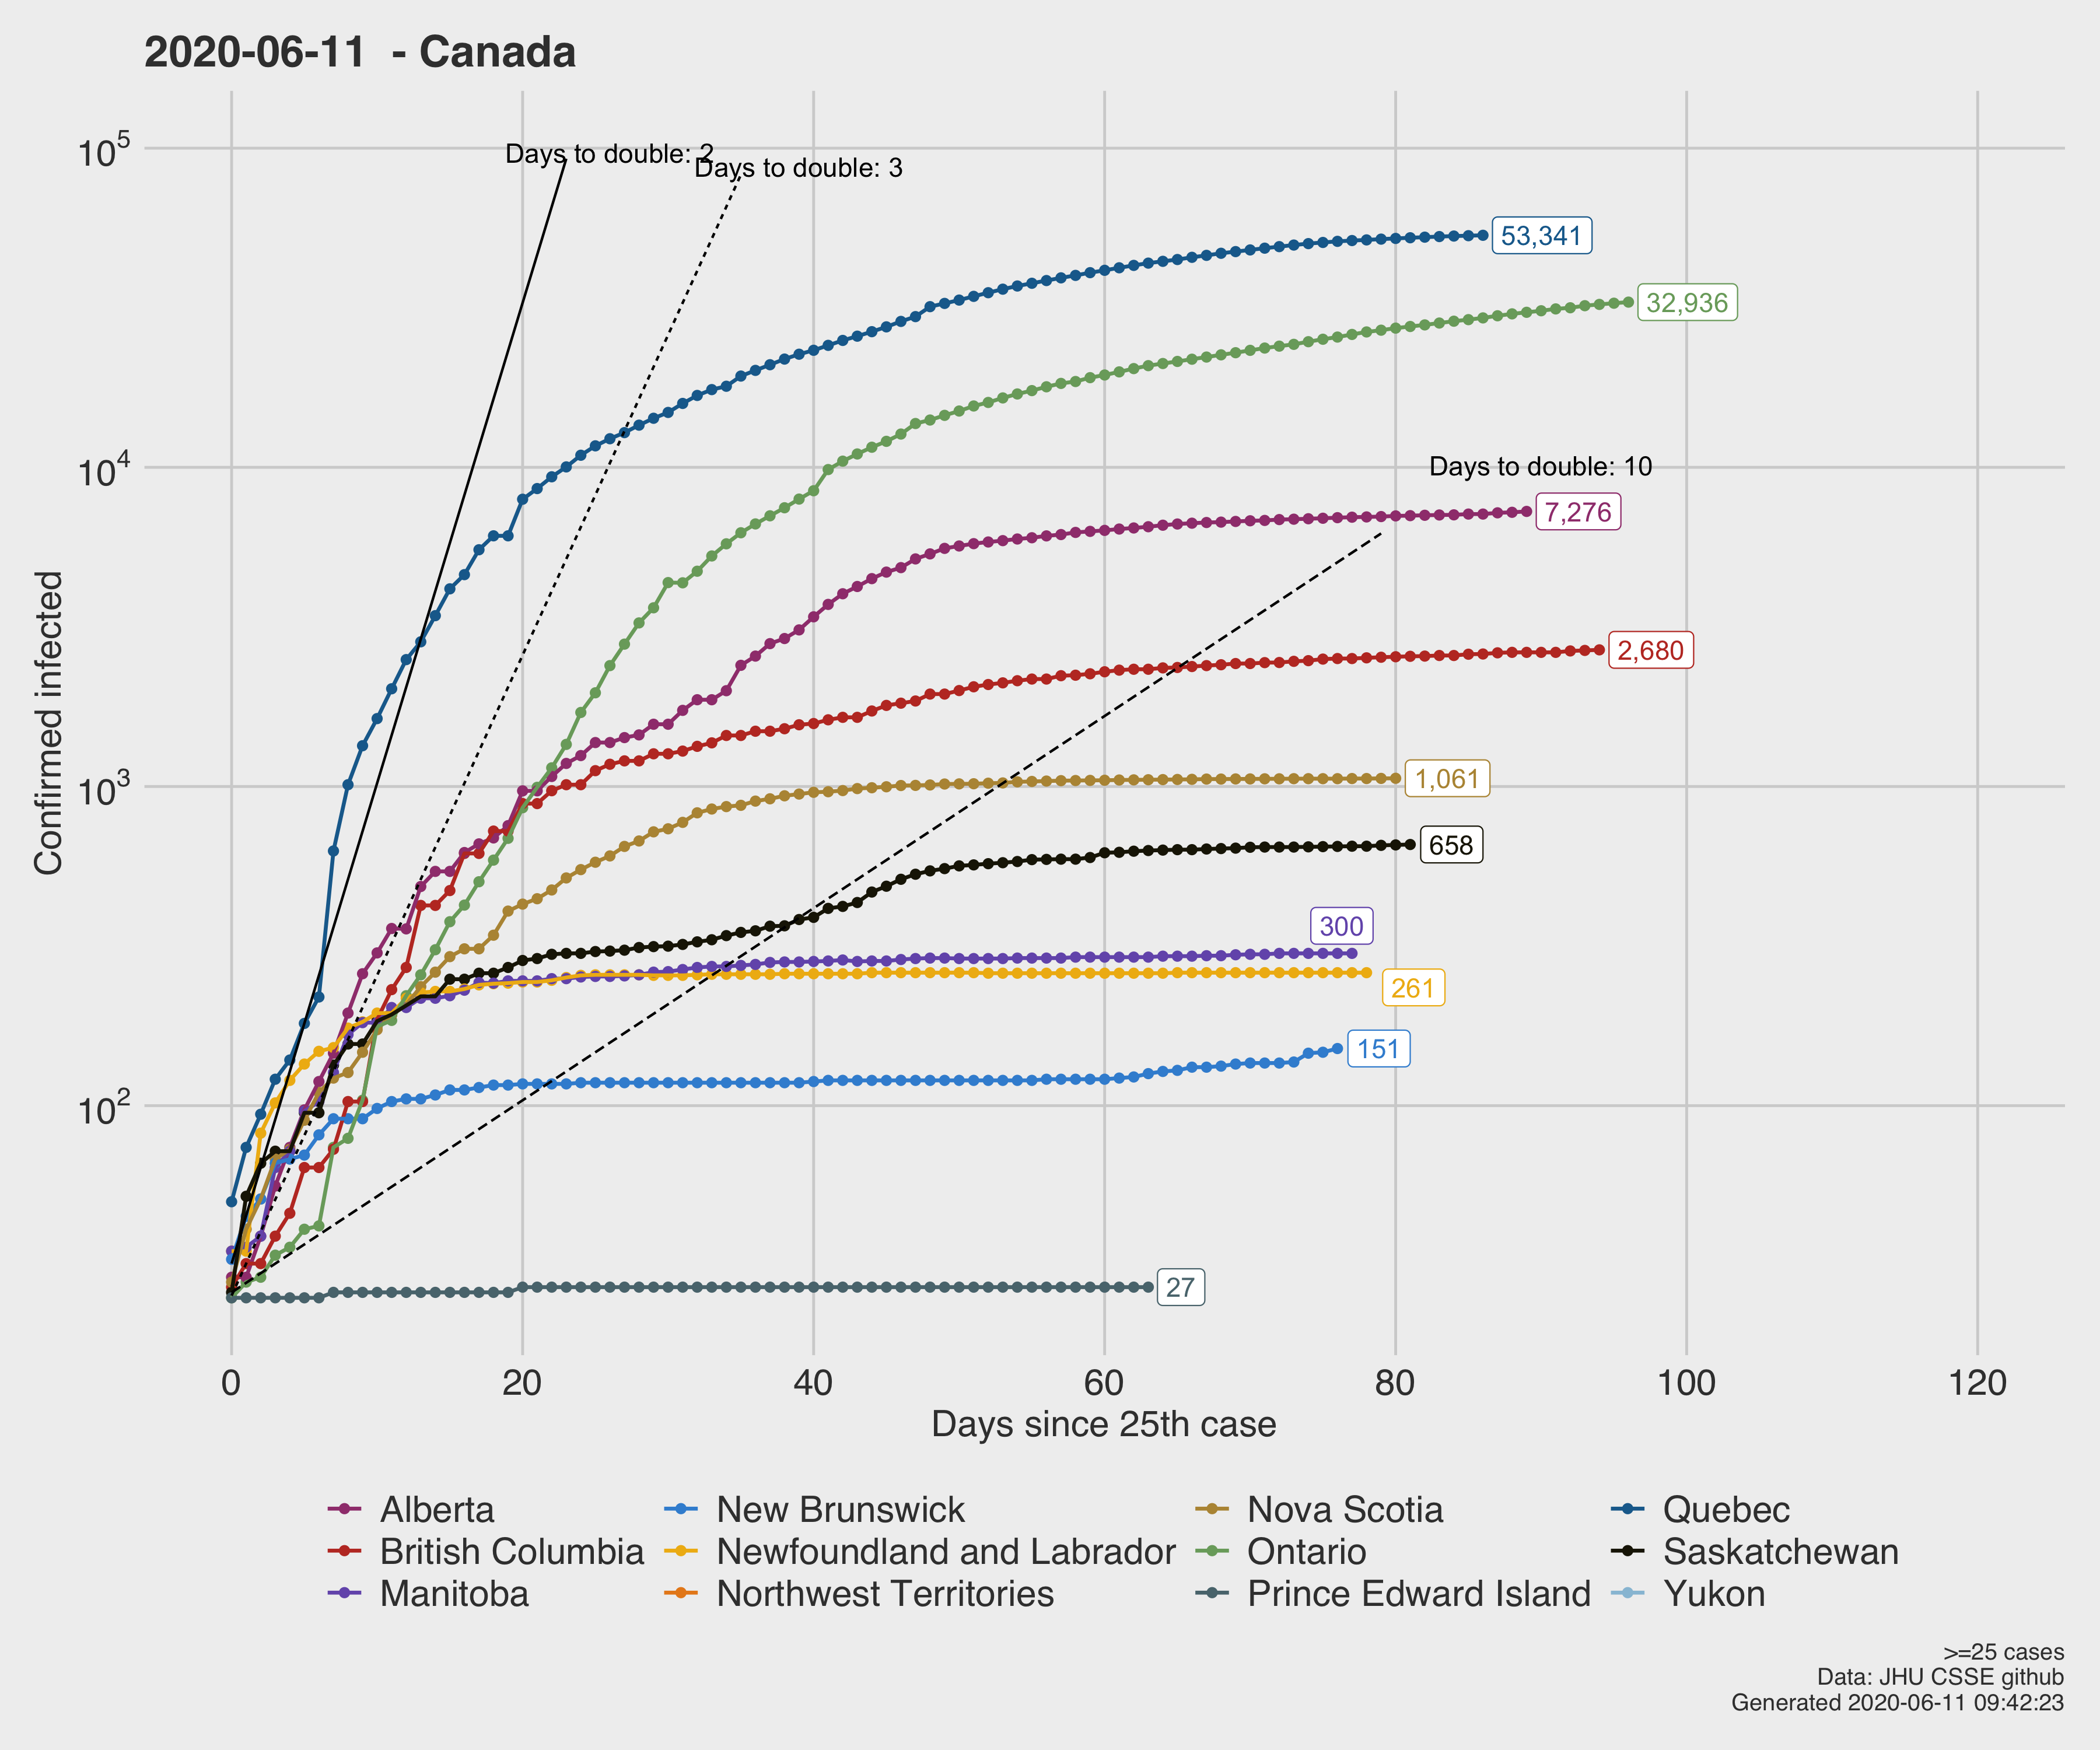 2020-06-11  - Canada
10^5
Days to double: 2
Days to double: 3
53,341
32,936
10^4
Days to double: 10
7,276
2,680
10^3
1,061
658
300
261
151
10^2
27
Confirmed infected
0 20 40 60 80 100 120
Days since 25th case
Alberta New Brunswick Nova Scotia Quebec
British Columbia Newfoundland and Labrador Ontario Saskatchewan
Manitoba Northwest Territories Prince Edward Island Yukon
>=25 cases
Data: JHU CSSE github
Generated 2020-06-11 09:42:23